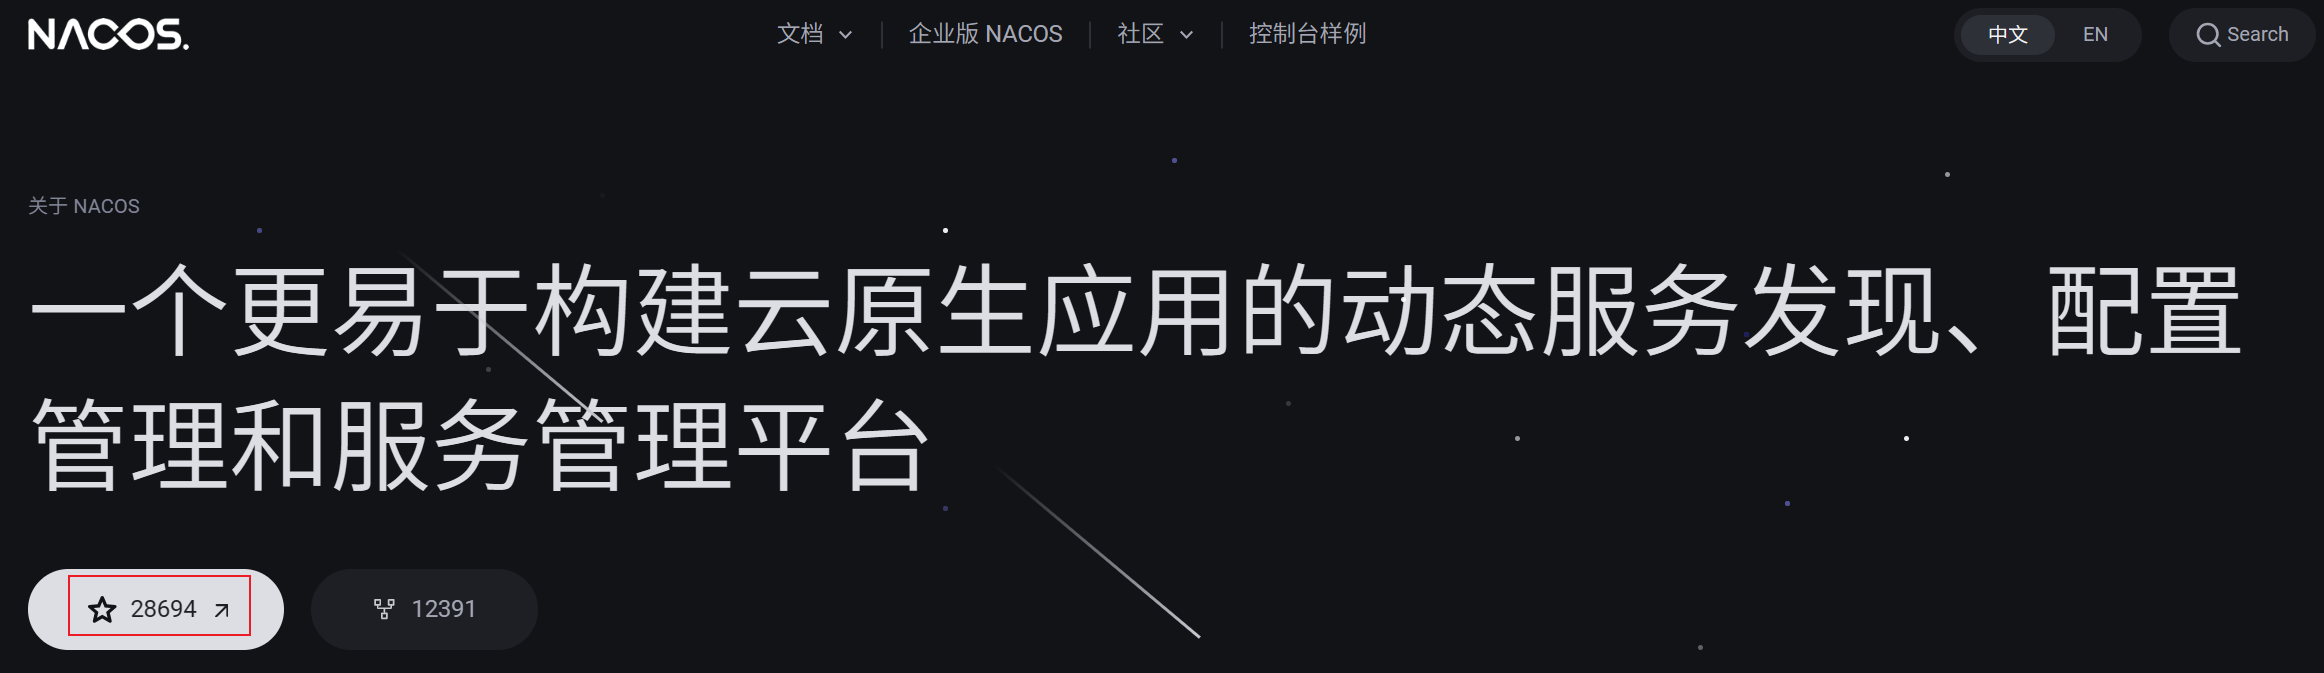 NACOS.
文档
企业版 NACOS
社区
控制台样例
中文
EN
Search
关于 NACOS
一个更易于构建云原生应用的动态服务发现、配置
管理和服务管理平台
28694
12391